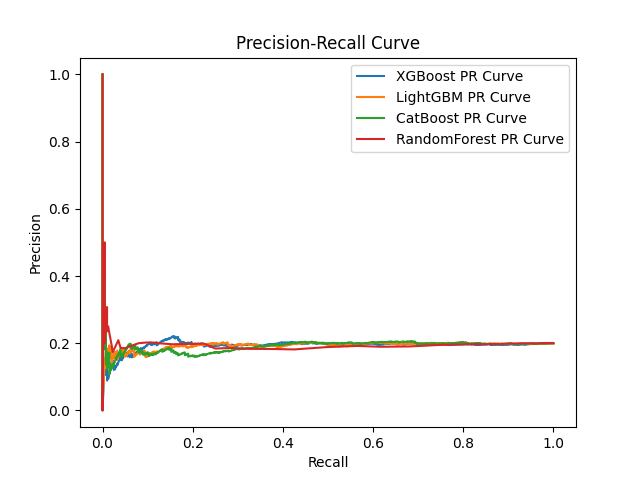 Precision-Recall Curve
XGBoost PR Curve
LightGBM PR Curve
CatBoost PR Curve
RandomForest PR Curve
1.0
0.8
0.6
0.4
0.2
0.0
Precision
0.0 0.2 0.4 0.6 0.8 1.0
Recall